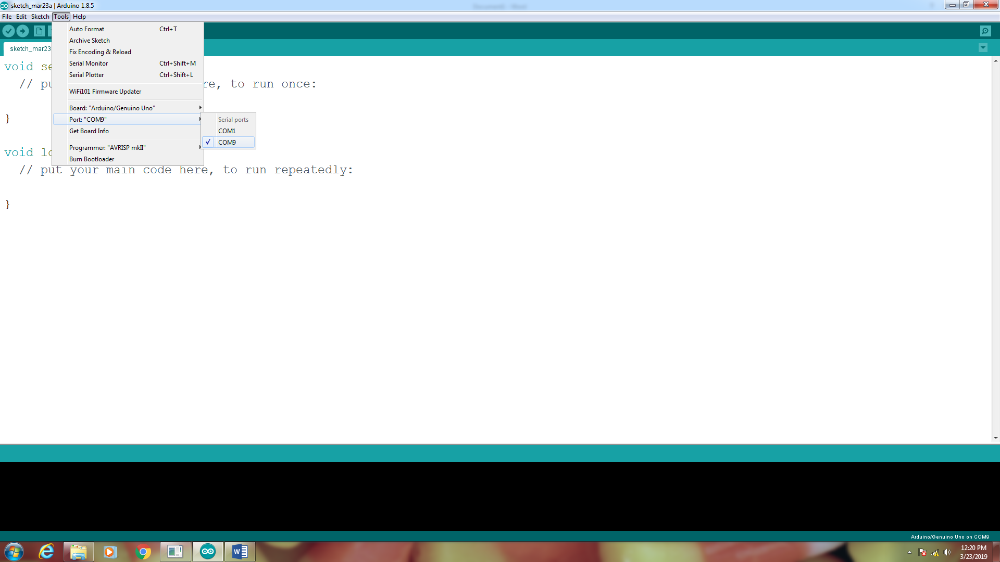 sketch_mar23a | Arduino 1.8.5
File Edit Sketch Tools Help
sketch_mar23
Auto Format Ctrl+T
Archive Sketch
Fix Encoding & Reload
Serial Monitor Ctrl+Shift+M
Serial Plotter Ctrl+Shift+L
WiFi101 Firmware Updater
Board: "Arduino/Genuino Uno"
Port: "COM9"
Get Board Info
Programmer: "AVRISP mkII"
Burn Bootloader
Serial ports
COM1
COM9
void se
// pu re, to run once:
}
void lo
// put your main code here, to run repeatedly:
}
Arduino/Genuino Uno on COM9
12:20 PM
3/23/2019